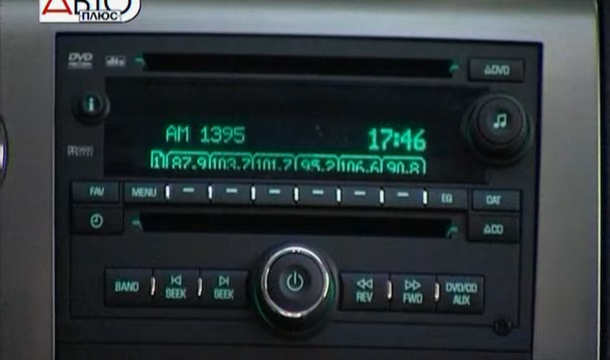 АВТО
ПЛЮС
DVD
dts
DVD
AM 1395
17:46
1 87.9 103.7 101.7 95.2 106.6 90.8
FAV
MENU
EQ
CAT
CD
BAND
SEEK
SEEK
REV
FWD
DVD/CD
AUX